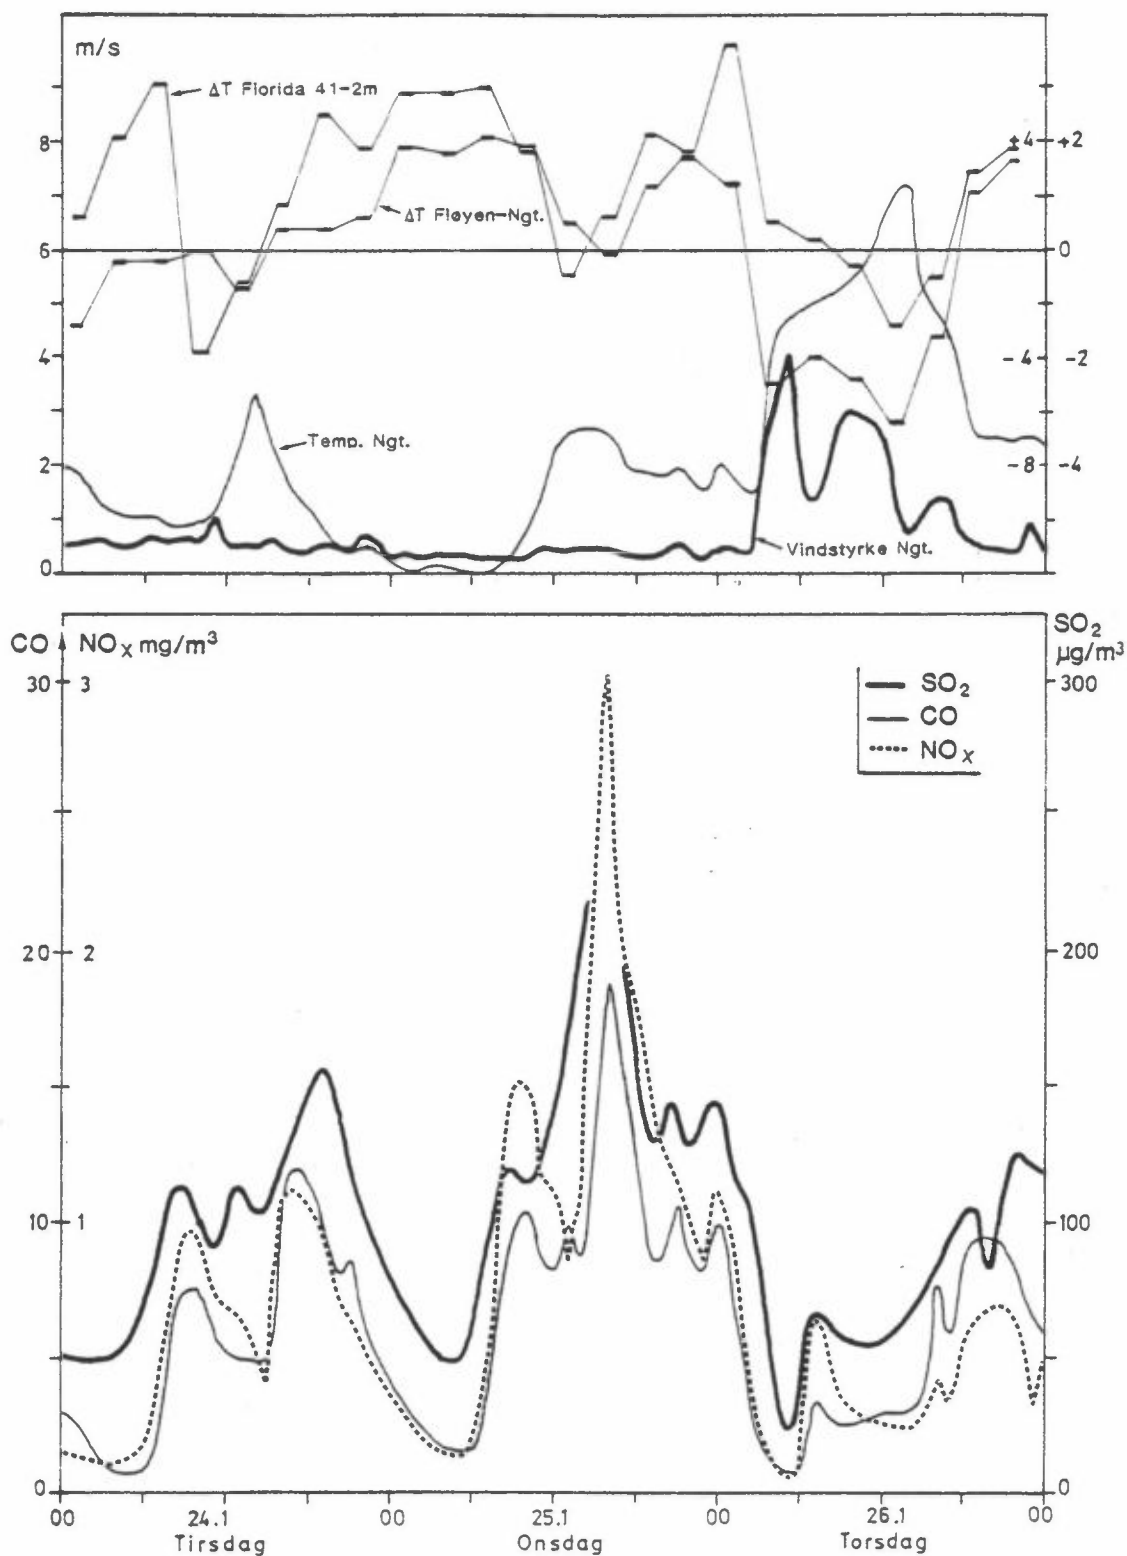 m/s
ΔT Florida 41-2m
8
+4
+2
ΔT Fløyen-Ngt.
6
0
4
-4
-2
Temp. Ngt.
2
-8
-4
Vindstyrke Ngt.
0
CO NOX mg/m³
SO2
µg/m³
30
3
SO2
300
CO
NOX
20
2
200
10
1
100
0
0
00
24.1
00
25.1
00
26.1
00
Tirsdag
Onsdag
Torsdag